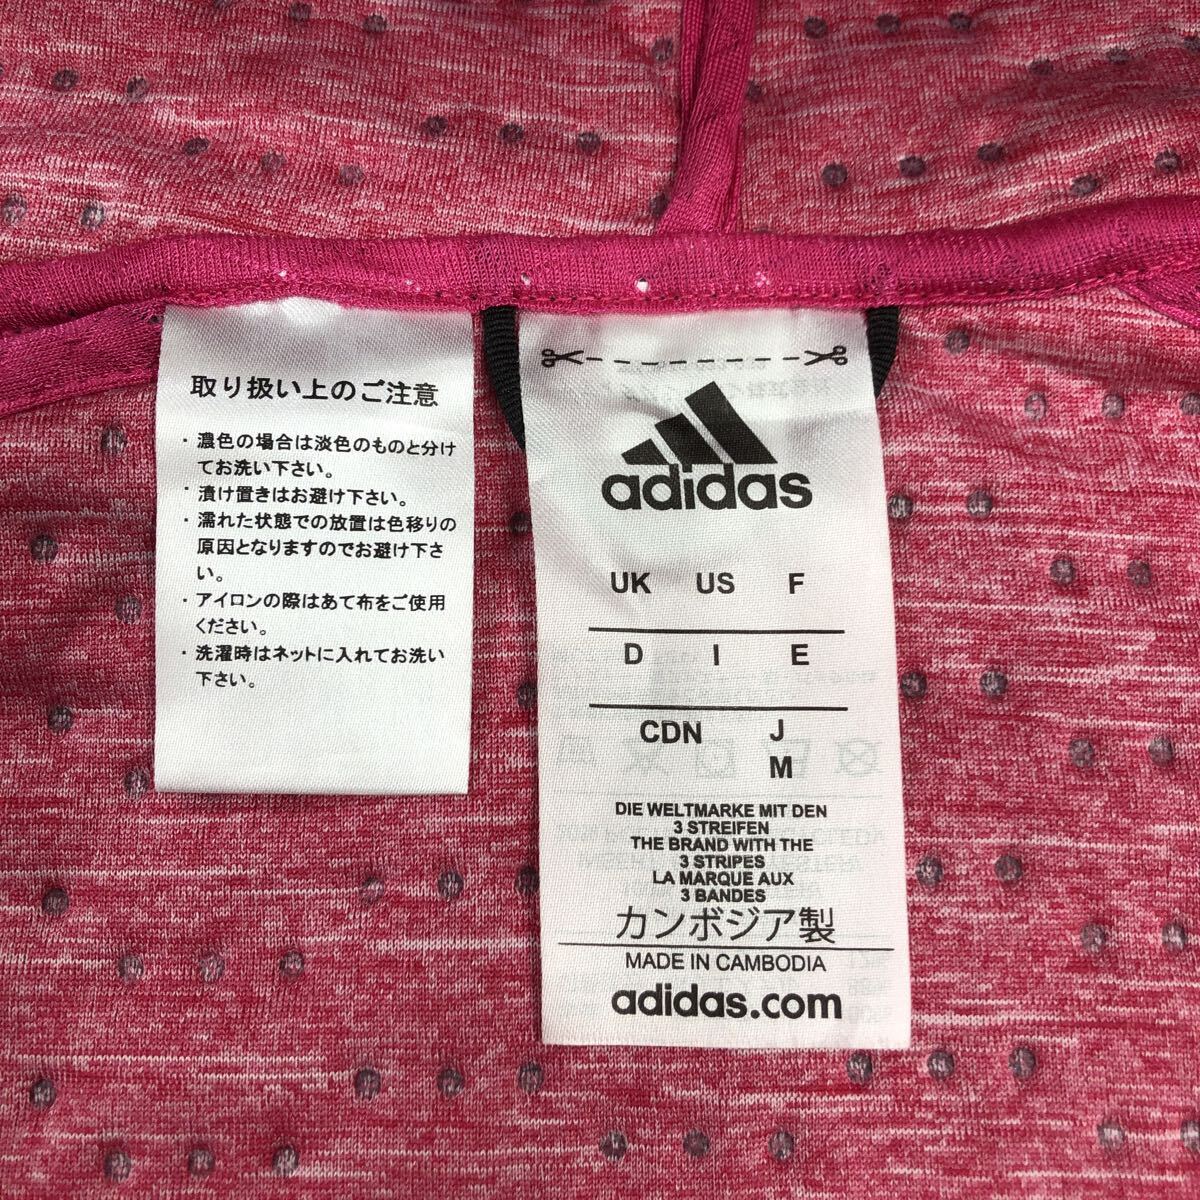 取り扱い上のご注意
・濃色の場合は淡色のものと分け
てお洗い下さい。
・漬け置きはお避け下さい。
・濡れた状態での放置は色移りの
原因となりますのでお避け下さ
い。
・アイロンの際はあて布をご使用
ください。
・洗濯時はネットに入れてお洗い
下さい。
adidas
UK US F
D I E
CDN J
M
DIE WELTMARKE MIT DEN
3 STREIFEN
THE BRAND WITH THE
3 STRIPES
LA MARQUE AUX
3 BANDES
カンボジア製
MADE IN CAMBODIA
adidas.com